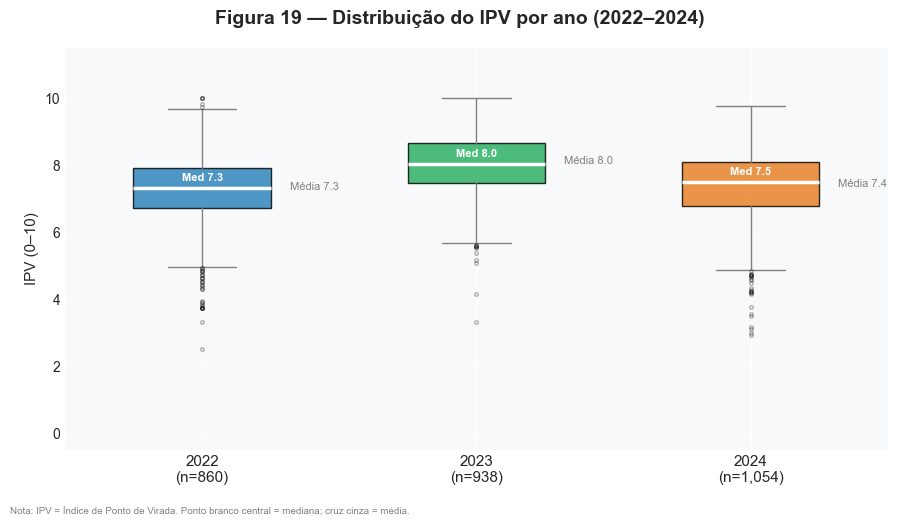 Figura 19 — Distribuição do IPV por ano (2022–2024)
IPV (0–10)
10
8
6
4
2
0
Med 7.3
Média 7.3
Med 8.0
Média 8.0
Med 7.5
Média 7.4
2022
(n=860)
2023
(n=938)
2024
(n=1,054)
Nota: IPV = Índice de Ponto de Virada. Ponto branco central = mediana; cruz cinza = média.